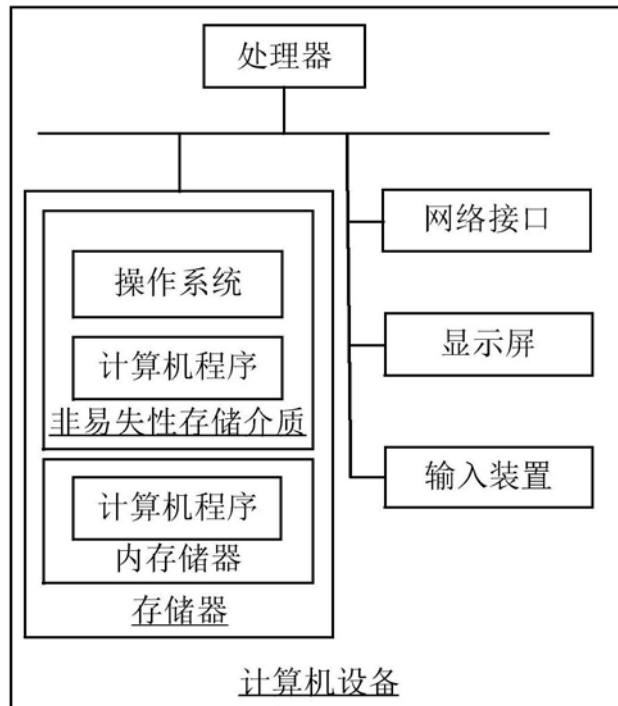 处理器
网络接口
操作系统
显示屏
计算机程序
非易失性存储介质
输入装置
计算机程序
内存储器
存储器
计算机设备